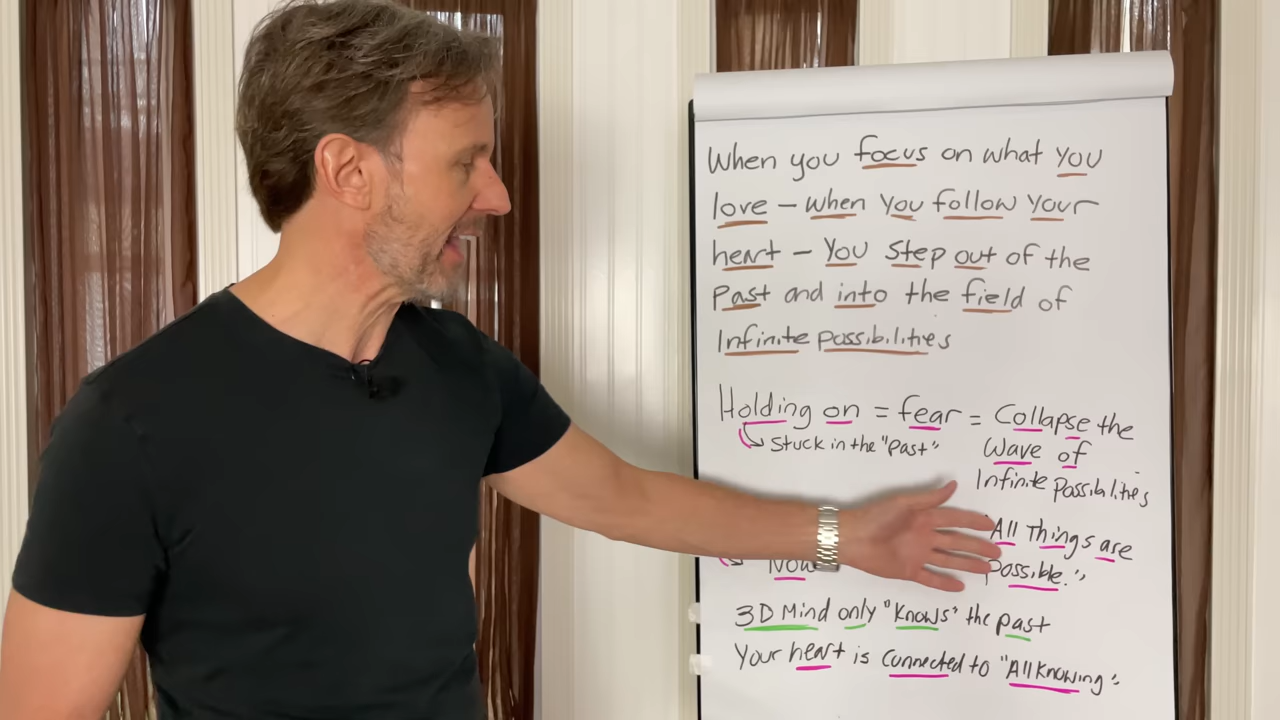 When you focus on what you
love – when you follow your
heart – you step out of the
past and into the field of
Infinite possibilities
Holding on = fear = Collapse the
Stuck in the "Past"
Wave of
Infinite Possibilities
"All Things are
Possible."
Now
3D Mind only "Knows" the past
Your heart is connected to "All Knowing"